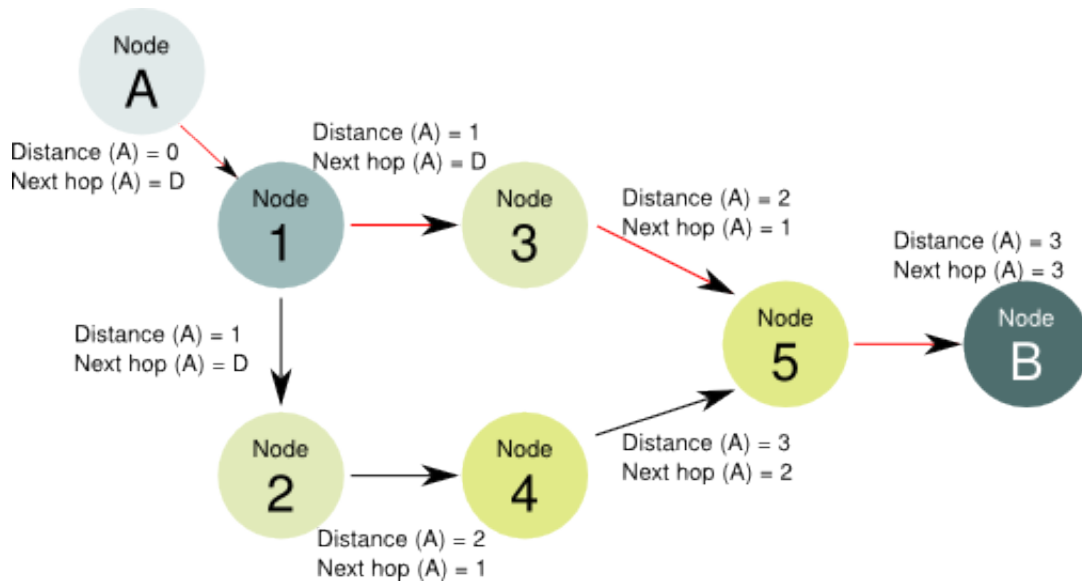 Node
A
Distance (A) = 0
Next hop (A) = D
Node
1
Distance (A) = 1
Next hop (A) = D
Node
3
Distance (A) = 2
Next hop (A) = 1
Distance (A) = 3
Next hop (A) = 3
Node
5
Node
B
Distance (A) = 1
Next hop (A) = D
Node
2
Distance (A) = 2
Next hop (A) = 1
Node
4
Distance (A) = 3
Next hop (A) = 2